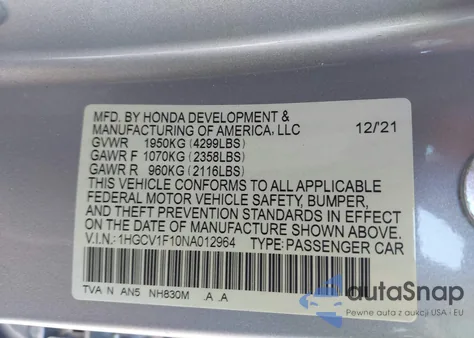 MFD. BY HONDA DEVELOPMENT &
MANUFACTURING OF AMERICA, LLC 12/21
GVWR 1950KG (4299LBS)
GAWR F 1070KG (2358LBS)
GAWR R 960KG (2116LBS)
THIS VEHICLE CONFORMS TO ALL APPLICABLE
FEDERAL MOTOR VEHICLE SAFETY, BUMPER,
AND THEFT PREVENTION STANDARDS IN EFFECT
ON THE DATE OF MANUFACTURE SHOWN ABOVE.
V.I.N.: 1HGCV1F10NA012964 TYPE: PASSENGER CAR
TVA N AN5 NH830M .A .A
autoSnap
Auto z aukcji USA - EU